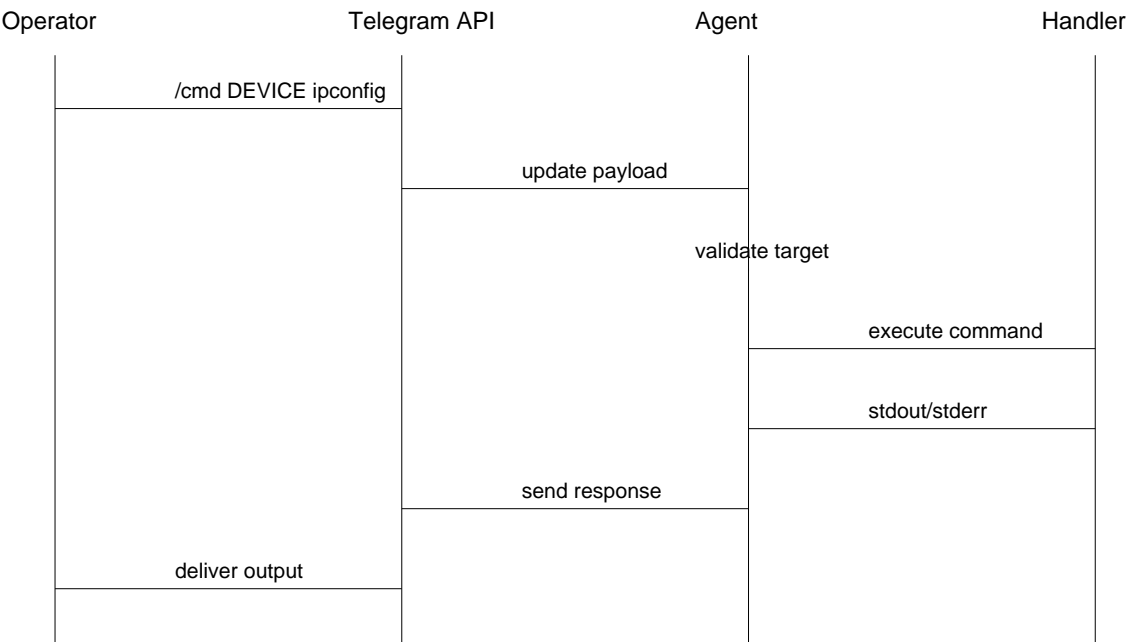 Operator
Telegram API
Agent
Handler
/cmd DEVICE ipconfig
update payload
validate target
execute command
stdout/stderr
send response
deliver output